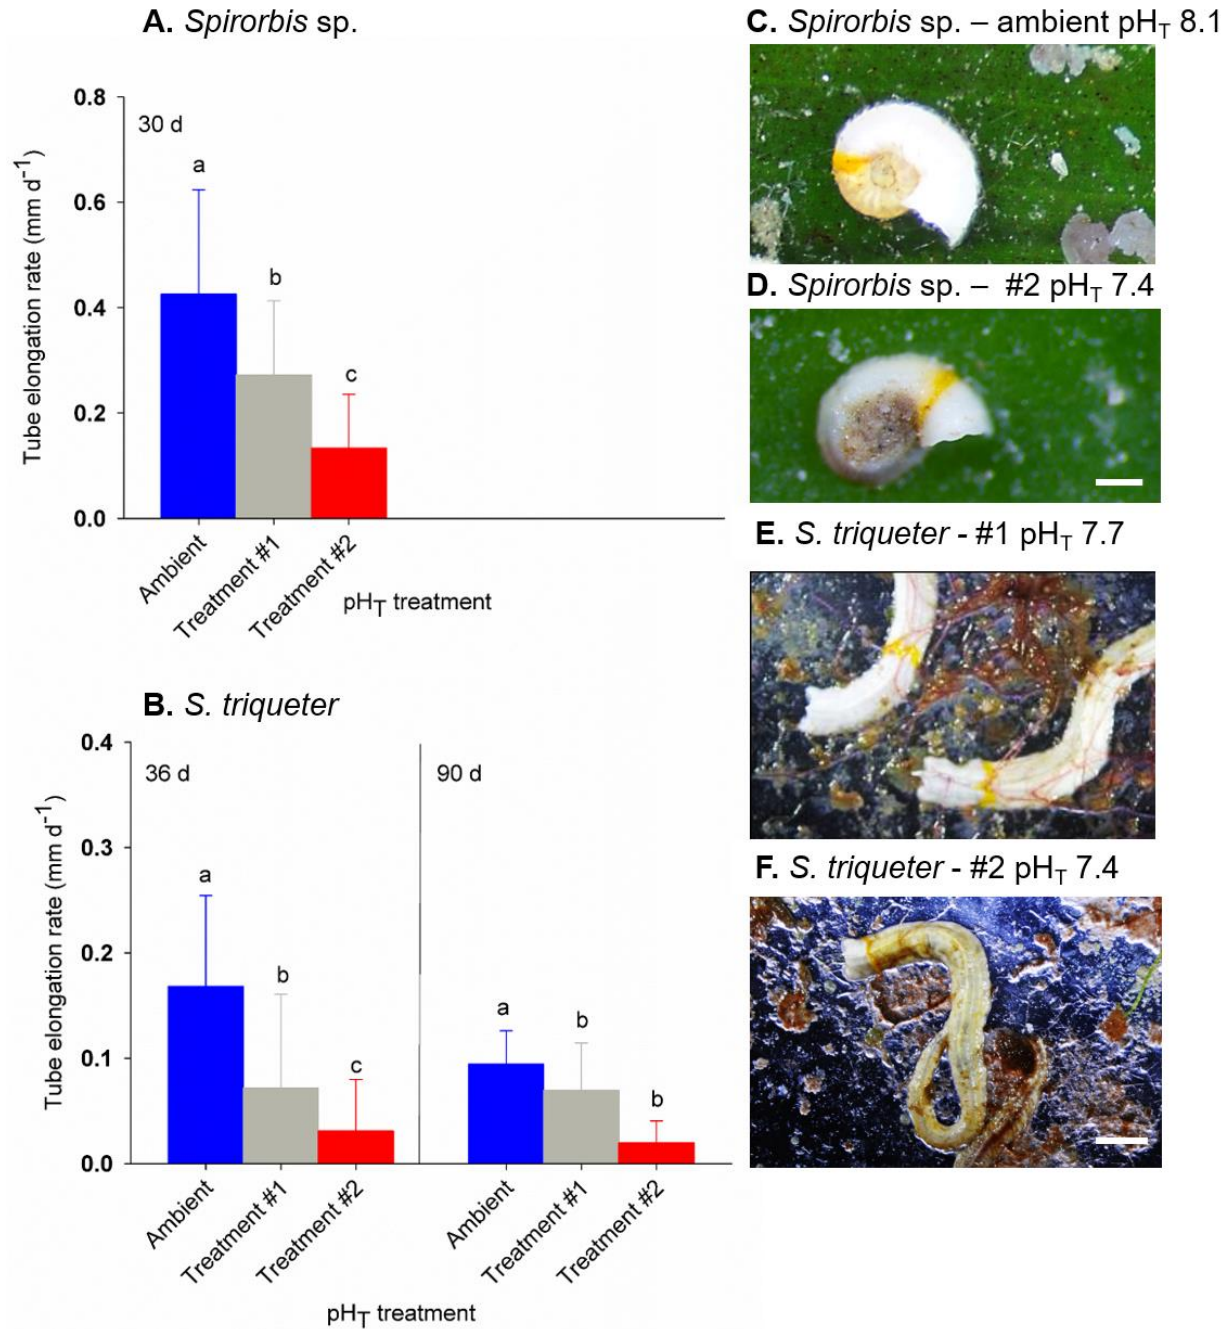 A. Spirorbis sp.
0.8
0.6
0.4
0.2
0.0
Tube elongation rate (mm d⁻¹)
30 d
a
b
c
Ambient
Treatment #1
Treatment #2
pHT treatment
B. S. triqueter
0.4
0.3
0.2
0.1
0.0
Tube elongation rate (mm d⁻¹)
36 d
a
b
c
90 d
a
b
b
Ambient
Treatment #1
Treatment #2
Ambient
Treatment #1
Treatment #2
pHT treatment
C. Spirorbis sp. – ambient pHT 8.1
D. Spirorbis sp. – #2 pHT 7.4
E. S. triqueter - #1 pHT 7.7
F. S. triqueter - #2 pHT 7.4